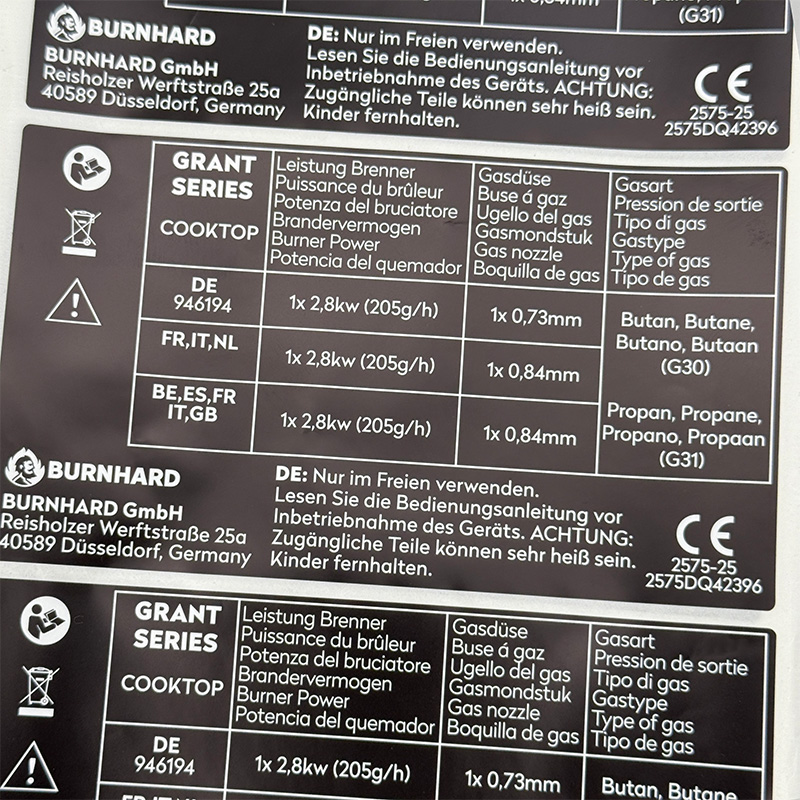 1x 0,84mm
(G31)
BURNHARD
BURNHARD GmbH
Reisholzer Werftstraße 25a
40589 Düsseldorf, Germany
DE: Nur im Freien verwenden.
Lesen Sie die Bedienungsanleitung vor
Inbetriebnahme des Geräts. ACHTUNG:
Zugängliche Teile können sehr heiß sein.
Kinder fernhalten.
CE
2575-25
2575DQ42396
GRANT
SERIES
COOKTOP
Leistung Brenner
Puissance du brûleur
Potenza del bruciatore
Brandervermogen
Burner Power
Potencia del quemador
Gasdüse
Buse á gaz
Ugello del gas
Gasmondstuk
Gas nozzle
Boquilla de gas
Gasart
Pression de sortie
Tipo di gas
Gastype
Type of gas
Tipo de gas
DE
946194
1x 2,8kw (205g/h)
1x 0,73mm
FR,IT,NL
1x 2,8kw (205g/h)
1x 0,84mm
BE,ES,FR
IT,GB
1x 2,8kw (205g/h)
1x 0,84mm
Butan, Butane,
Butano, Butaan
(G30)
Propan, Propane,
Propano, Propaan
(G31)
BURNHARD
BURNHARD GmbH
Reisholzer Werftstraße 25a
40589 Düsseldorf, Germany
DE: Nur im Freien verwenden.
Lesen Sie die Bedienungsanleitung vor
Inbetriebnahme des Geräts. ACHTUNG:
Zugängliche Teile können sehr heiß sein.
Kinder fernhalten.
CE
2575-25
2575DQ42396
GRANT
SERIES
COOKTOP
Leistung Brenner
Puissance du brûleur
Potenza del bruciatore
Brandervermogen
Burner Power
Potencia del quemador
Gasdüse
Buse á gaz
Ugello del gas
Gasmondstuk
Gas nozzle
Boquilla de gas
Gasart
Pression de sortie
Tipo di gas
Gastype
Type of gas
Tipo de gas
DE
946194
1x 2,8kw (205g/h)
1x 0,73mm
Butan, Butane